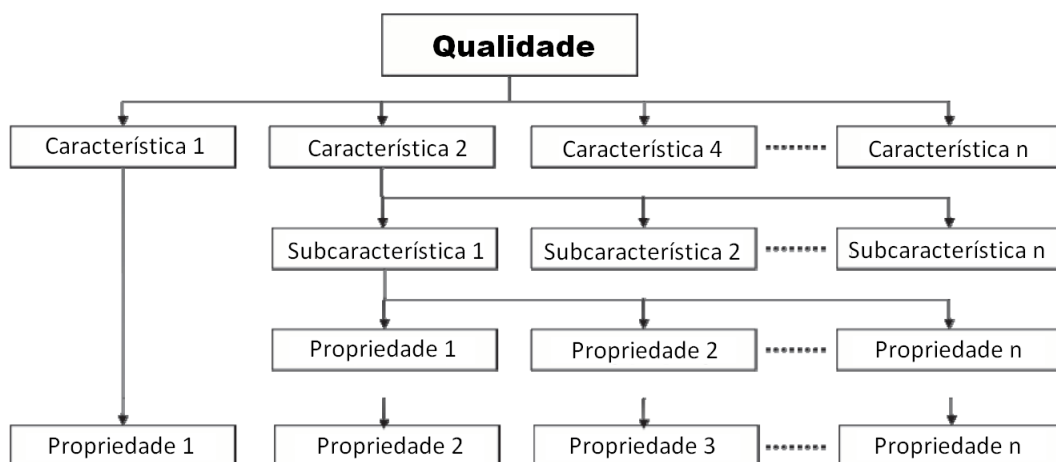 Qualidade
Característica 1
Característica 2
Característica 4
Característica n
Subcaracterística 1
Subcaracterística 2
Subcaracterística n
Propriedade 1
Propriedade 2
Propriedade n
Propriedade 1
Propriedade 2
Propriedade 3
Propriedade n